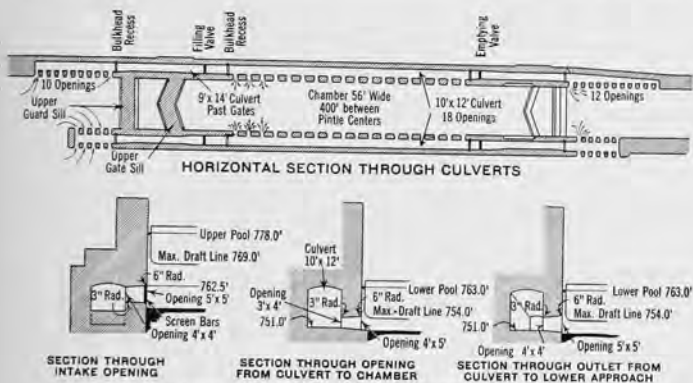 Bulkhead
Recess
Filling
Valve
Bulkhead
Recess
Emptying
Valve
10 Openings
Upper
Guard Sill
9'x 14' Culvert
Past Gates
Chamber 56' Wide
400' between
Pintle Centers
10'x 12' Culvert
18 Openings
12 Openings
Upper
Gate Sill
HORIZONTAL SECTION THROUGH CULVERTS
Upper Pool 778.0'
Max. Draft Line 769.0'
6" Rad.
762.5'
3" Rad.
Opening 5'x 5'
Screen Bars
Opening 4'x 4'
SECTION THROUGH
INTAKE OPENING
Culvert
10'x 12'
Opening
3'x 4'
3" Rad.
751.0'
Lower Pool 763.0'
6" Rad.
Max. Draft Line 754.0'
Opening
4'x 5'
SECTION THROUGH OPENING
FROM CULVERT TO CHAMBER
Lower Pool 763.0'
6" Rad.
Max. Draft Line 754.0'
3" Rad.
751.0'
Opening 4'x 4'
Opening
5'x 5'
SECTION THROUGH OUTLET FROM
CULVERT TO LOWER APPROACH